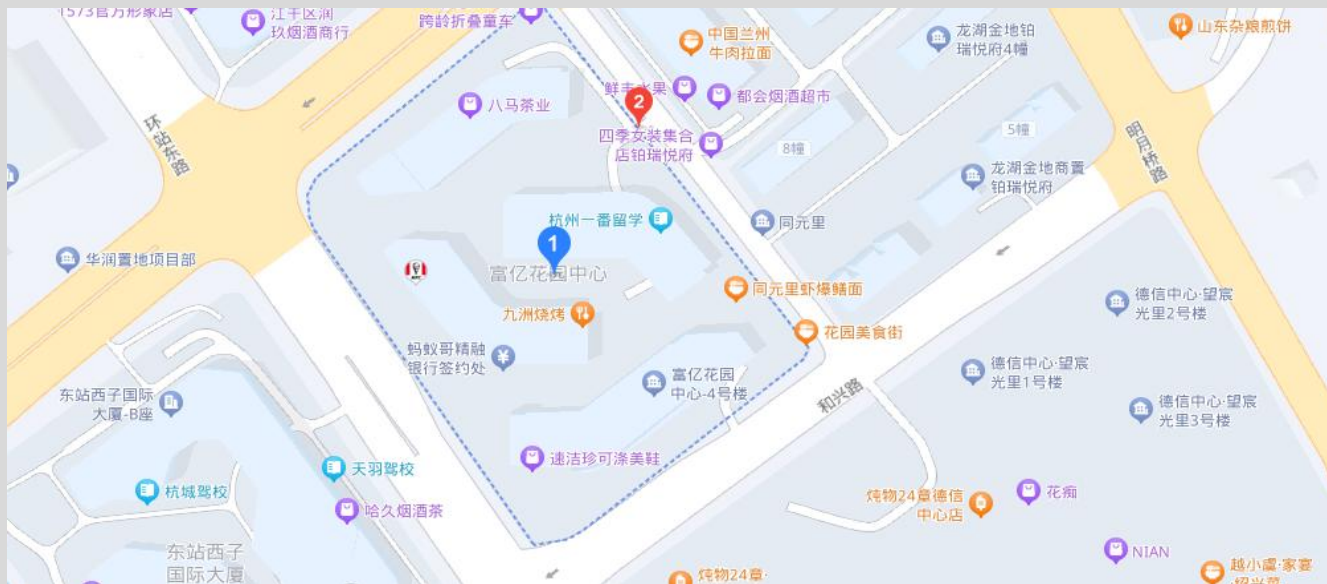 1573官方形象店
江干区润
玖烟酒商行
跨龄折叠童车
中国兰州
牛肉拉面
龙湖金地铂
瑞悦府4幢
山东杂粮煎饼
八马茶业
鲜丰水果
都会烟酒超市
2
四季女装集合
店铂瑞悦府
8幢
5幢
环站东路
明月桥路
龙湖金地商置
铂瑞悦府
杭州一番留学
同元里
1
华润置地项目部
富亿花园中心
同元里虾爆鳝面
九洲烧烤
花园美食街
德信中心·望宸
光里2号楼
蚂蚁哥精融
银行签约处
¥
富亿花园
中心-4号楼
德信中心·望宸
光里1号楼
东站西子国际
大厦-B座
和兴路
德信中心·望宸
光里3号楼
速洁珍可涤美鞋
天羽驾校
杭城驾校
哈久烟酒茶
炖物24章德信
中心店
花痴
东站西子
国际大厦
NIAN
炖物24章·
越小虞·家宴